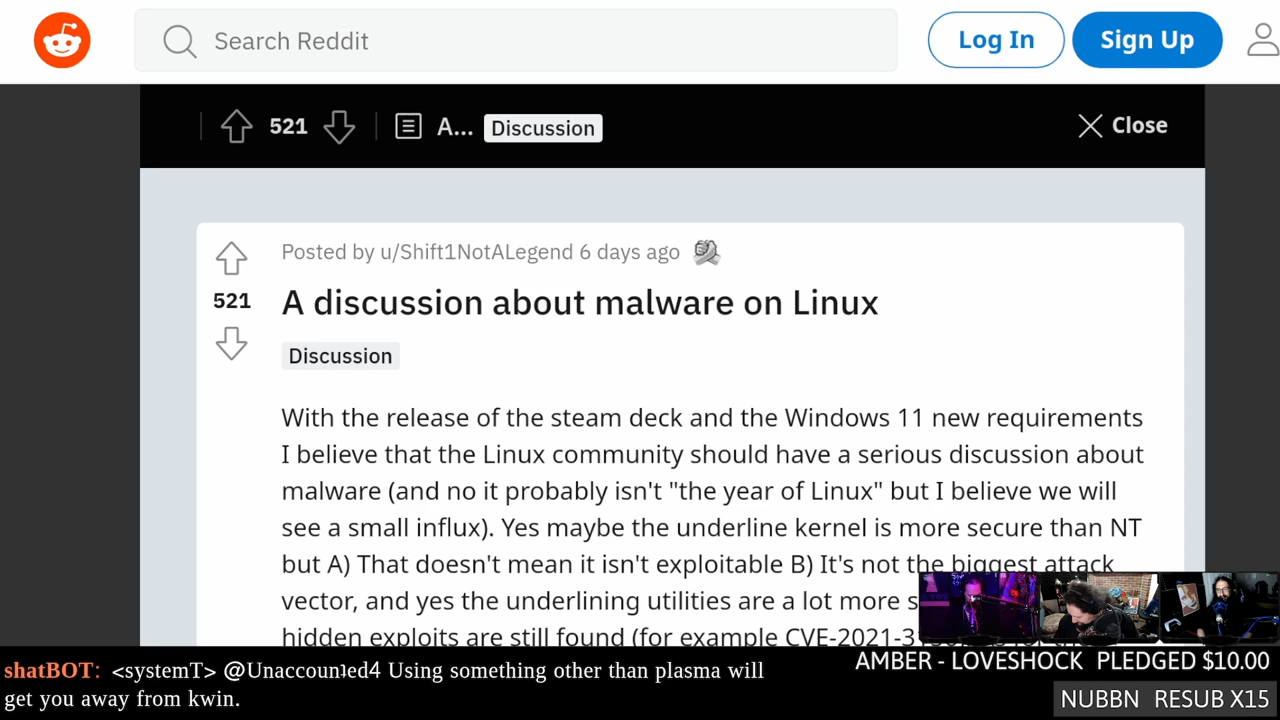 Search Reddit
Log In
Sign Up
521
A...
Discussion
Close
Posted by u/Shift1NotALegend 6 days ago
521
A discussion about malware on Linux
Discussion
With the release of the steam deck and the Windows 11 new requirements
I believe that the Linux community should have a serious discussion about
malware (and no it probably isn't "the year of Linux" but I believe we will
see a small influx). Yes maybe the underline kernel is more secure than NT
but A) That doesn't mean it isn't exploitable B) It's not the biggest attack
vector, and yes the underlining utilities are a lot more
hidden exploits are still found (for example
shatBOT: <systemT> @Unaccounted4 Using something other than plasma will
get you away from kwin.
AMBER - LOVESHOCK PLEDGED $10.00
NUBBN RESUB X15